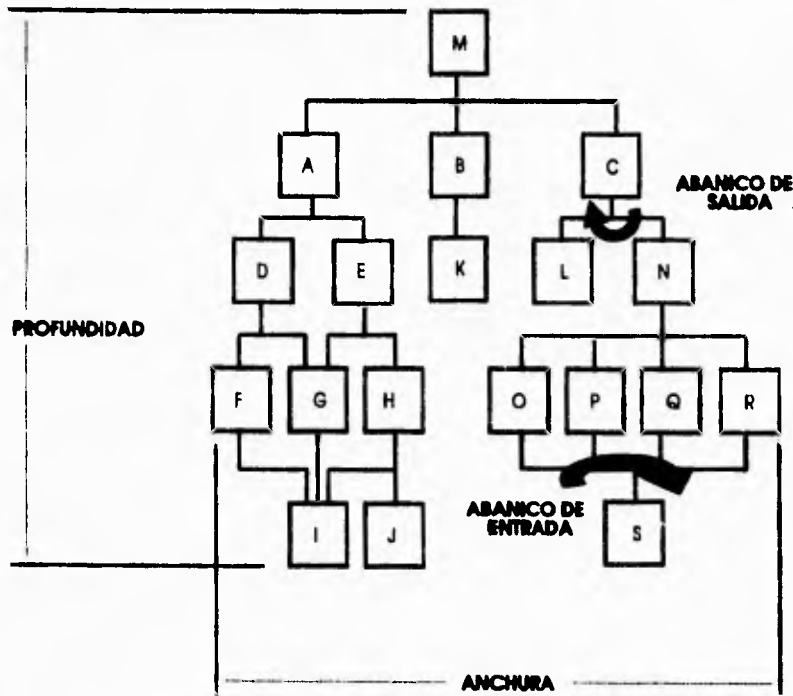 M
A B C
ABANICO DE
SALIDA
D E K L N
PROFUNDIDAD
F G H O P Q R
ABANICO DE
ENTRADA
I J S
ANCHURA